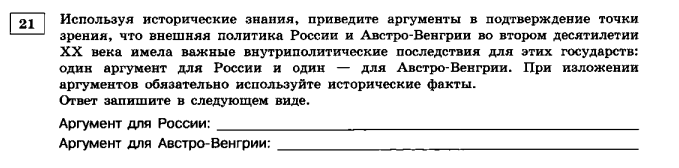 21
Используя исторические знания, приведите аргументы в подтверждение точки
зрения, что внешняя политика России и Австро-Венгрии во втором десятилетии
XX века имела важные внутриполитические последствия для этих государств:
один аргумент для России и один — для Австро-Венгрии. При изложении
аргументов обязательно используйте исторические факты.
Ответ запишите в следующем виде.
Аргумент для России:
Аргумент для Австро-Венгрии: